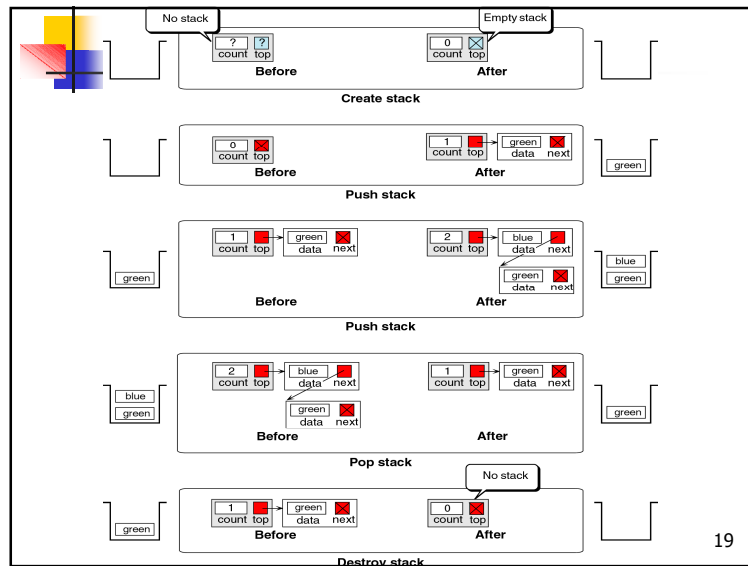 No stack
Empty stack
? ? 0
count top count top
Before After
Create stack
0 1 green
count top count top data next
green
Before After
Push stack
1 green 2 blue
count top data next count top data next
blue
green green
green
data next
Before After
Push stack
2 blue 1 green
count top data next count top data next
blue
green green
green
data next
Before After
Pop stack
No stack
1 green 0
count top data next count top
green
Before After
Destroy stack
19